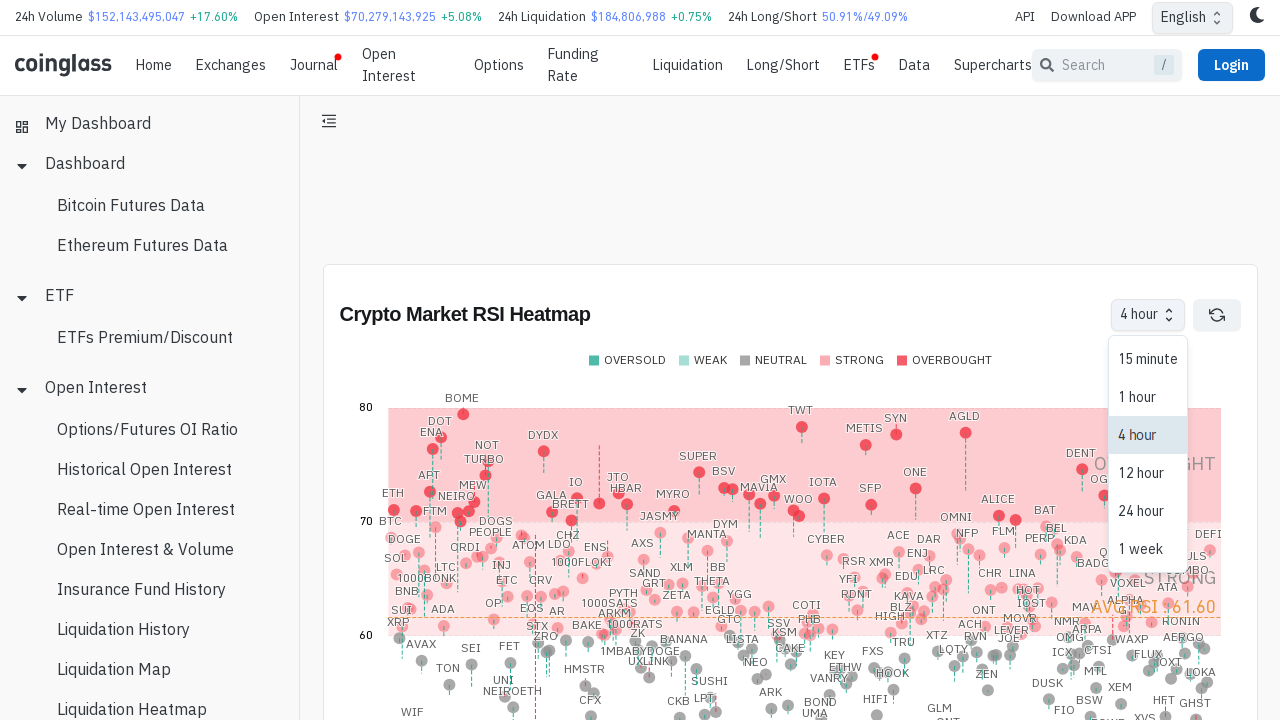 24h Volume $152,143,495,047 +17.60% Open Interest $70,279,143,925 +5.08% 24h Liquidation $184,806,988 +0.75% 24h Long/Short 50.91%/49.09% API Download APP English
coinglass Home Exchanges Journal Open Interest Options Funding Rate Liquidation Long/Short ETFs Data Supercharts Search / Login
My Dashboard
Dashboard
Bitcoin Futures Data
Ethereum Futures Data
ETF
ETFs Premium/Discount
Open Interest
Options/Futures OI Ratio
Historical Open Interest
Real-time Open Interest
Open Interest & Volume
Insurance Fund History
Liquidation History
Liquidation Map
Liquidation Heatmap
Crypto Market RSI Heatmap
4 hour
15 minute
1 hour
4 hour
12 hour
24 hour
1 week
OVERSOLD WEAK NEUTRAL STRONG OVERBOUGHT
80
BOME
DOT
ENA
TWT
SYN
AGLD
METIS
DYDX
NOT
TURBO
SUPER
BSV
DENT
APT
MEW
IO
JTO
HBAR
GMX
MAVIA
IOTA
SFP
ONE
ETH
NEIRO
GALA
BRETT
MYRO
WOO
ALICE
FTM
JASMY
OMNI
BAT
70
BTC
DOGS
PEOPLE
CHZ
DYM
MANTA
CYBER
ACE
DAR
NFP
FLM
PERP
BEL
KDA
DEFI
DOGE
ORDI
ATOM
LDO
ENS
AXS
SOL
LTC
INJ
1000FLOKI
XLM
BB
RSR
XMR
ENJ
BADG
1000BONK
ETC
CRV
SAND
GRT
THETA
YFI
EDU
LRC
CHR
LINA
STRONG
BNB
OP
PYTH
ZETA
YGG
RDNT
KAVA
HOT
VOXEL
ATA
SUI
ADA
EOS
AR
1000SATS
ARKM
EGLD
COTI
BLZ
HIGH
ONT
IOST
ALPHA
AVG RSI : 61.60
XRP
STX
BAKE
1000RATS
GTC
SSV
PHB
ACH
MOVR
NMR
RONIN
60
ZRO
ZK
BANANA
LISTA
KSM
TRU
XTZ
RVN
LEVER
JOE
OMG
ARPA
WAXP
AERGO
AVAX
SEI
FET
1MBABYDOGE
CAKE
KEY
FXS
LQTY
ICX
CTSI
FLUX
TON
HMSTR
UXLINK
NEO
ETHW
HOOK
ZEN
MTL
LOKA
UNI
NEIROETH
SUSHI
VANRY
DUSK
XEM
WIF
CFX
CKB
LPT
ARK
BOND
HIFI
BSW
HFT
GHST
UMA
GLM
FIO
XVS